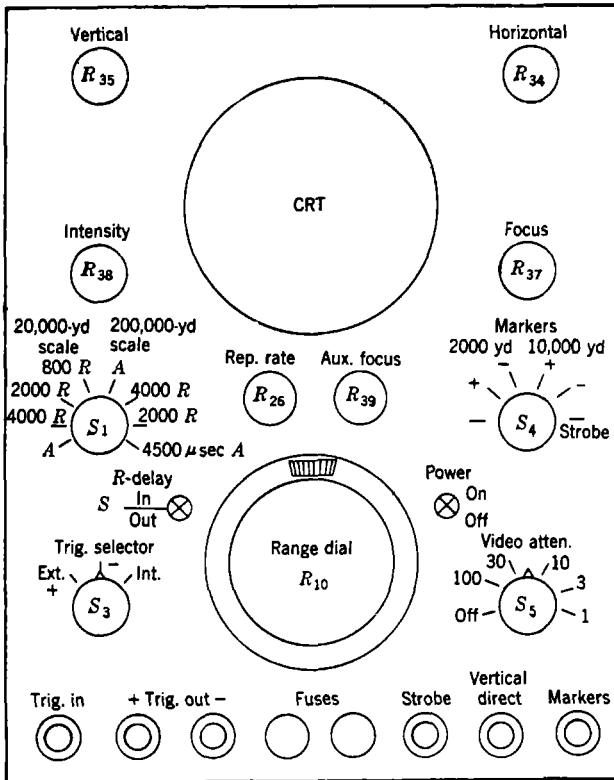 Vertical
Horizontal
R35
R34
CRT
Intensity
Focus
R38
R37
20,000-yd scale
200,000-yd scale
800 R
A
2000 R
4000 R
4000 R
2000 R
A
4500 μsec A
S1
Rep. rate
Aux. focus
R26
R39
Markers
2000 yd
10,000 yd
+ - + -
- -
Strobe
S4
R-delay
S
In
Out
Power
On
Off
Range dial
R10
Trig. selector
Ext.
+
-
Int.
S3
Video atten.
30
10
100
3
Off
1
S5
Trig. in
+ Trig. out -
Fuses
Strobe
Vertical direct
Markers